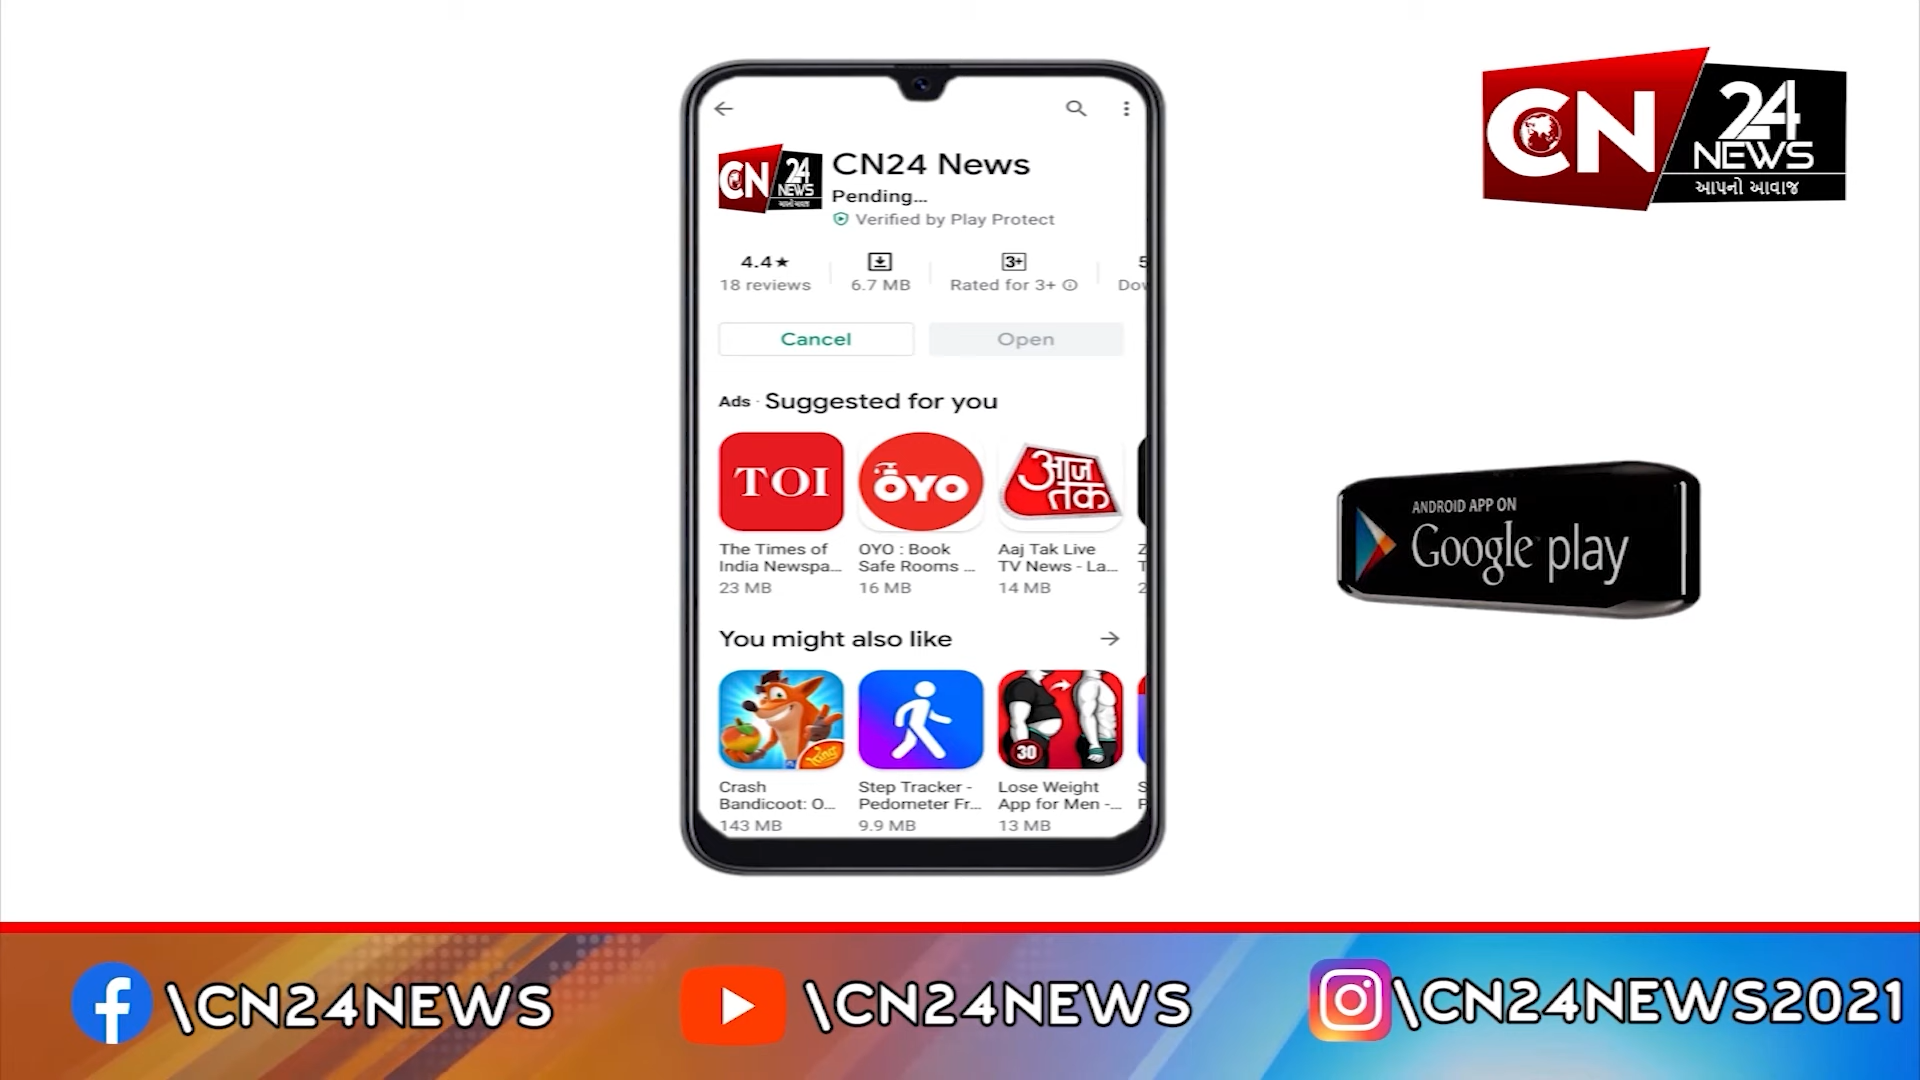 CN 24 NEWS
આપનો આવાજ
CN 24 NEWS
CN24 News
Pending...
Verified by Play Protect
4.4★
3+
18 reviews
6.7 MB
Rated for 3+
Cancel
Open
Ads · Suggested for you
TOI
OYO
आज तक
The Times of
India Newspa...
23 MB
OYO : Book
Safe Rooms ...
16 MB
Aaj Tak Live
TV News - La...
14 MB
ANDROID APP ON
Google play
You might also like
King
30
Crash
Bandicoot: O...
143 MB
Step Tracker -
Pedometer Fr...
9.9 MB
Lose Weight
App for Men -...
13 MB
\CN24NEWS
\CN24NEWS
\CN24NEWS2021